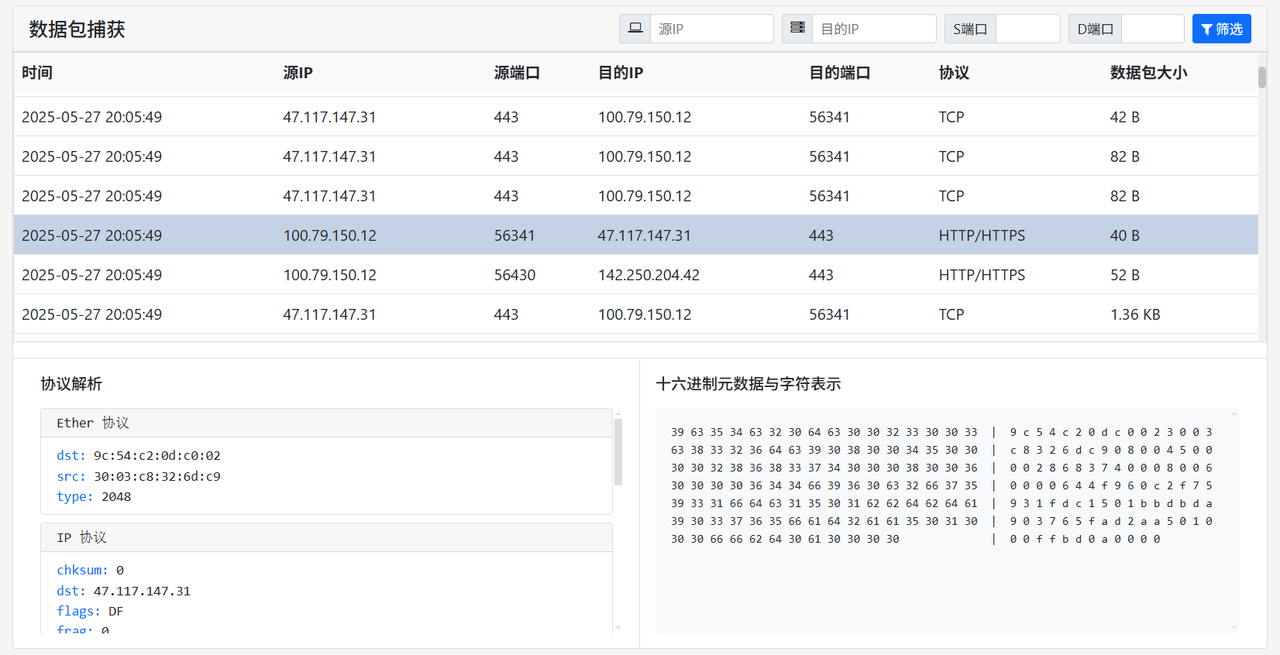 数据包捕获 源IP 目的IP S端口 D端口 筛选
时间 源IP 源端口 目的IP 目的端口 协议 数据包大小
2025-05-27 20:05:49 47.117.147.31 443 100.79.150.12 56341 TCP 42 B
2025-05-27 20:05:49 47.117.147.31 443 100.79.150.12 56341 TCP 82 B
2025-05-27 20:05:49 47.117.147.31 443 100.79.150.12 56341 TCP 82 B
2025-05-27 20:05:49 100.79.150.12 56341 47.117.147.31 443 HTTP/HTTPS 40 B
2025-05-27 20:05:49 100.79.150.12 56430 142.250.204.42 443 HTTP/HTTPS 52 B
2025-05-27 20:05:49 47.117.147.31 443 100.79.150.12 56341 TCP 1.36 KB
协议解析
Ether 协议
dst: 9c:54:c2:0d:c0:02
src: 30:03:c8:32:6d:c9
type: 2048
IP 协议
chksum: 0
dst: 47.117.147.31
flags: DF
frag: 0
十六进制元数据与字符表示
39 63 35 34 63 32 30 64 63 30 30 32 33 30 30 33 | 9 c 5 4 c 2 0 d c 0 0 2 3 0 0 3
63 38 33 32 36 64 63 39 30 38 30 30 34 35 30 30 | c 8 3 2 6 d c 9 0 8 0 0 4 5 0 0
30 30 32 38 36 38 33 37 34 30 30 30 38 30 30 36 | 0 0 2 8 6 8 3 7 4 0 0 0 8 0 0 6
30 30 30 30 36 34 34 66 39 36 30 63 32 66 37 35 | 0 0 0 0 6 4 4 f 9 6 0 c 2 f 7 5
39 33 31 66 64 63 31 35 30 31 62 62 64 62 64 61 | 9 3 1 f d c 1 5 0 1 b b d b d a
39 30 33 37 36 35 66 61 64 32 61 61 35 30 31 30 | 9 0 3 7 6 5 f a d 2 a a 5 0 1 0
30 30 66 66 62 64 30 61 30 30 30 30 | 0 0 f f b d 0 a 0 0 0 0